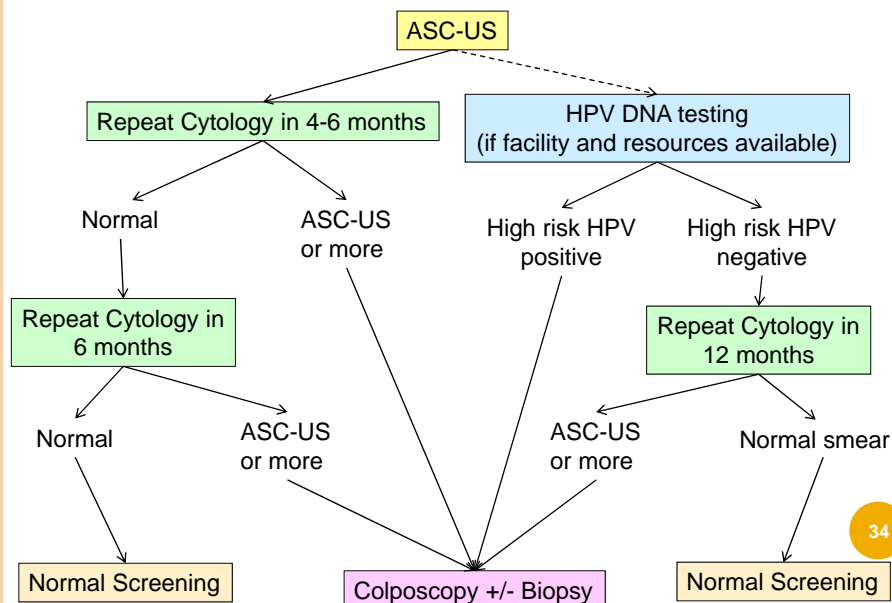 ASC-US
Repeat Cytology in 4-6 months
HPV DNA testing
(if facility and resources available)
Normal
ASC-US
or more
High risk HPV
positive
High risk HPV
negative
Repeat Cytology in
6 months
Repeat Cytology in
12 months
Normal
ASC-US
or more
ASC-US
or more
Normal smear
34
Normal Screening
Colposcopy +/- Biopsy
Normal Screening